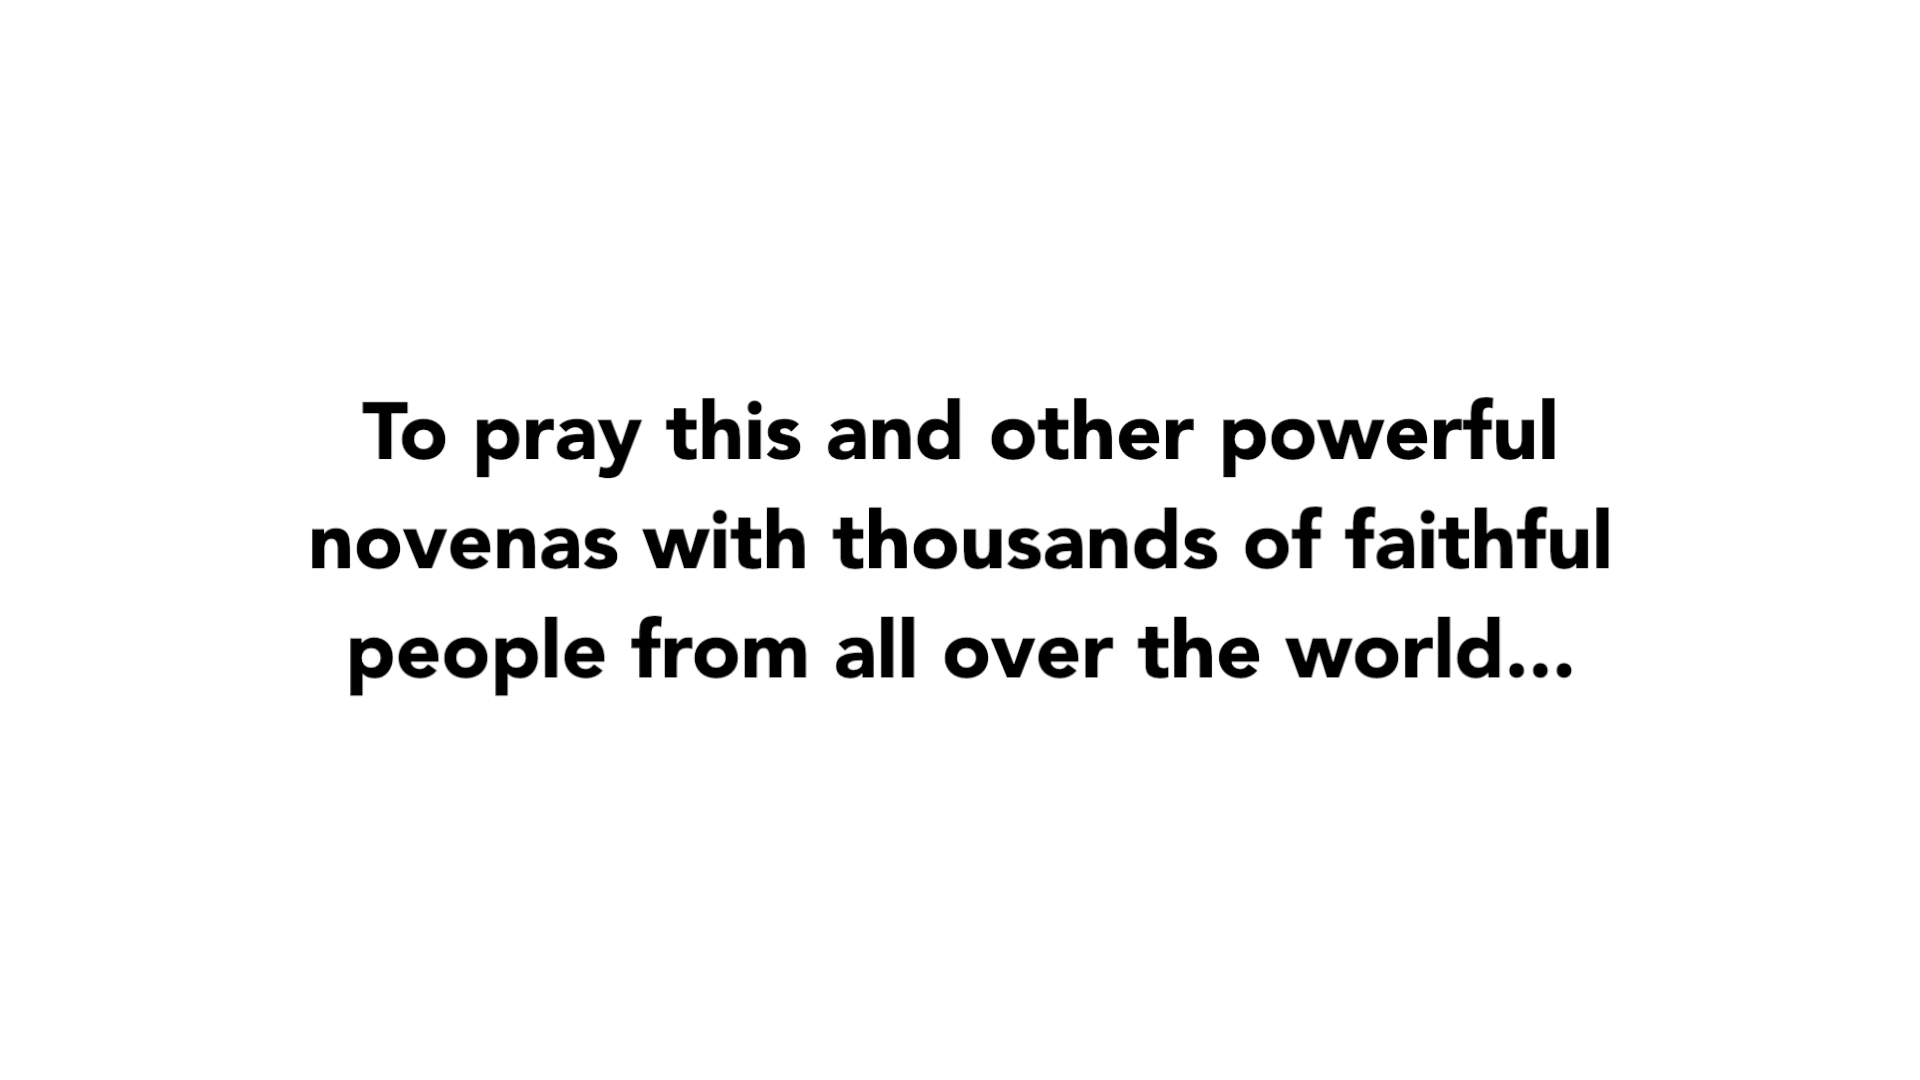 To pray this and other powerful
novenas with thousands of faithful
people from all over the world...